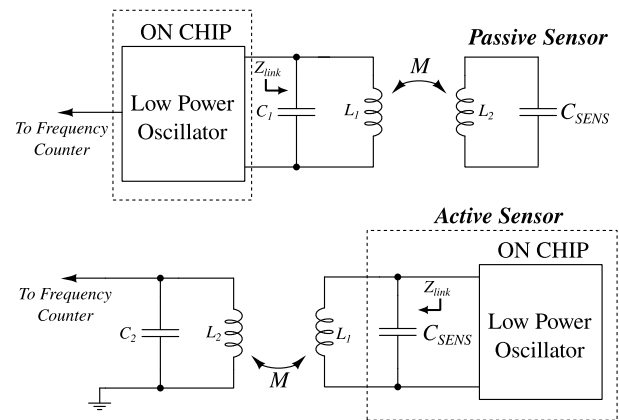 ON CHIP
Passive Sensor
Z_link
M
Low Power
Oscillator
C_1
L_1
L_2
C_SENS
To Frequency
Counter
Active Sensor
ON CHIP
To Frequency
Counter
Z_link
C_2
L_2
L_1
C_SENS
Low Power
Oscillator
M